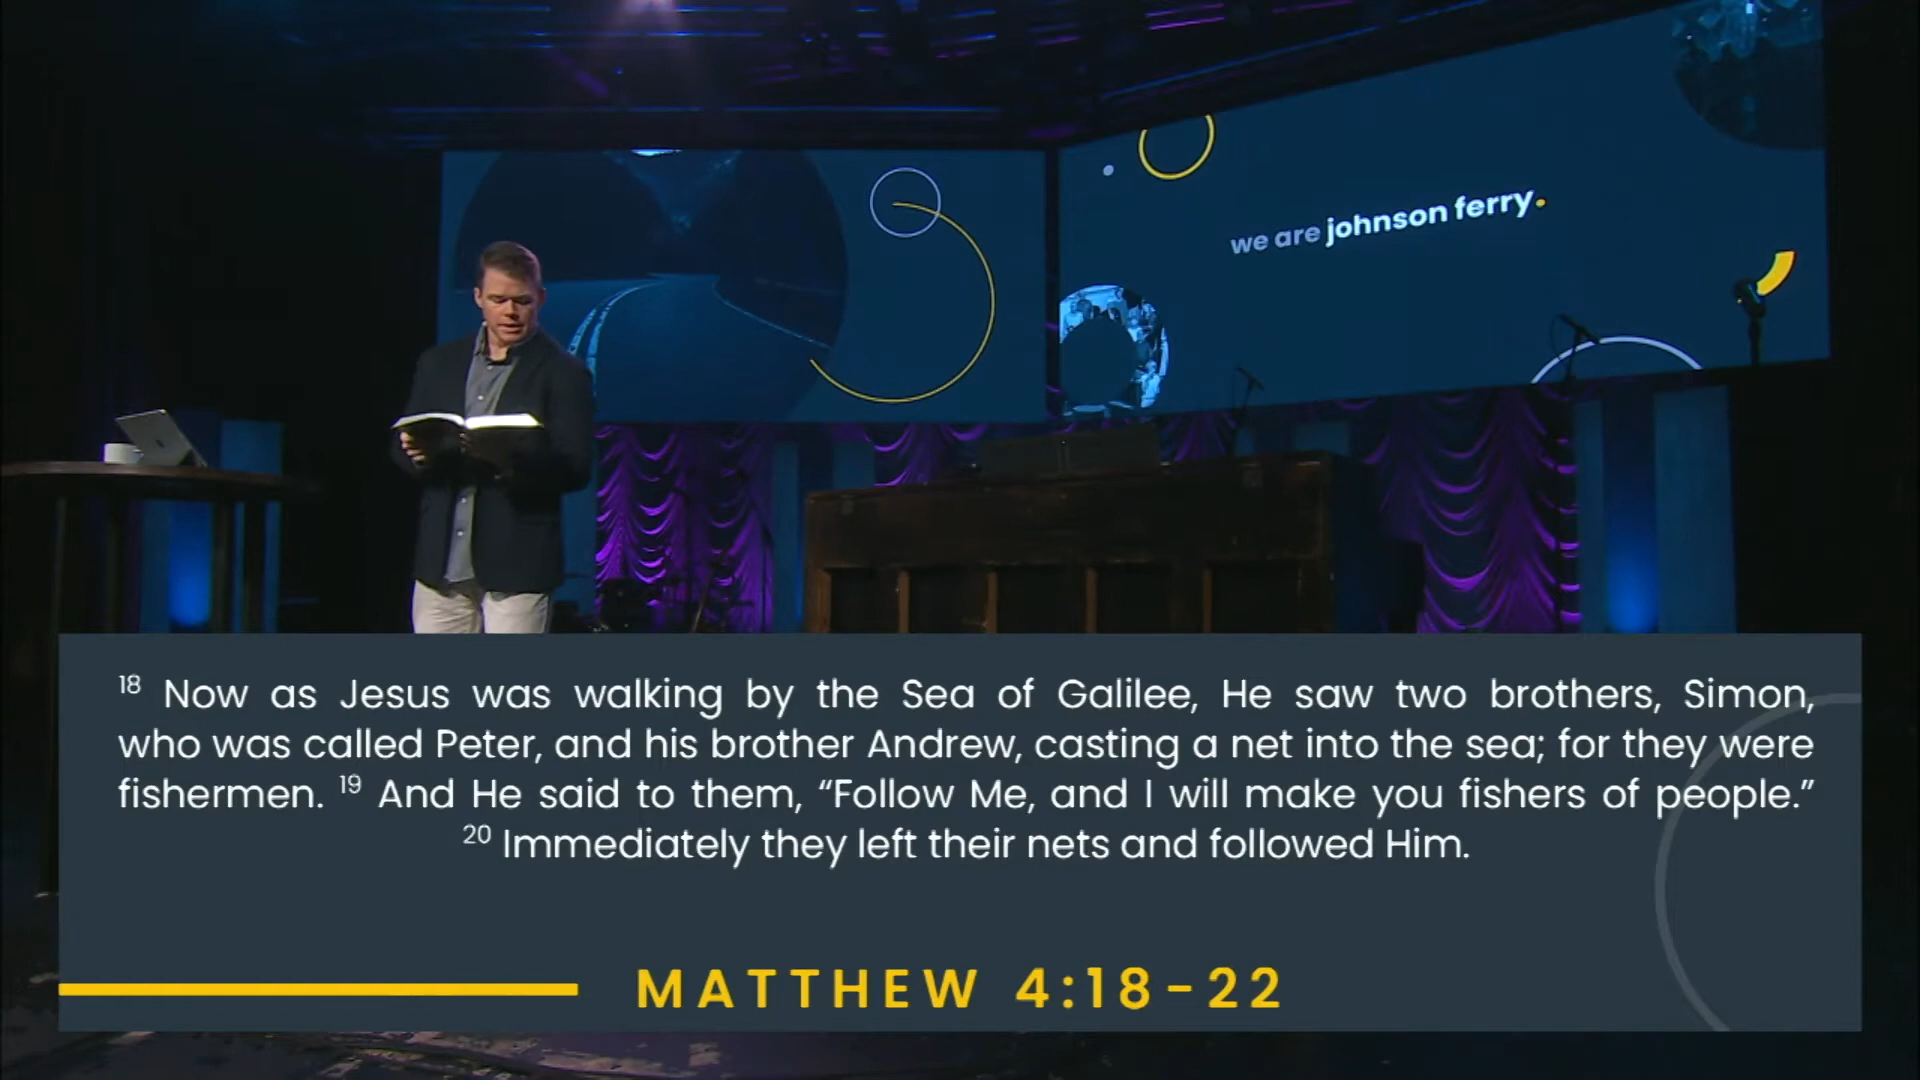 we are johnson ferry.
18 Now as Jesus was walking by the Sea of Galilee, He saw two brothers, Simon,
who was called Peter, and his brother Andrew, casting a net into the sea; for they were
fishermen. 19 And He said to them, “Follow Me, and I will make you fishers of people.”
20 Immediately they left their nets and followed Him.
MATTHEW 4:18-22